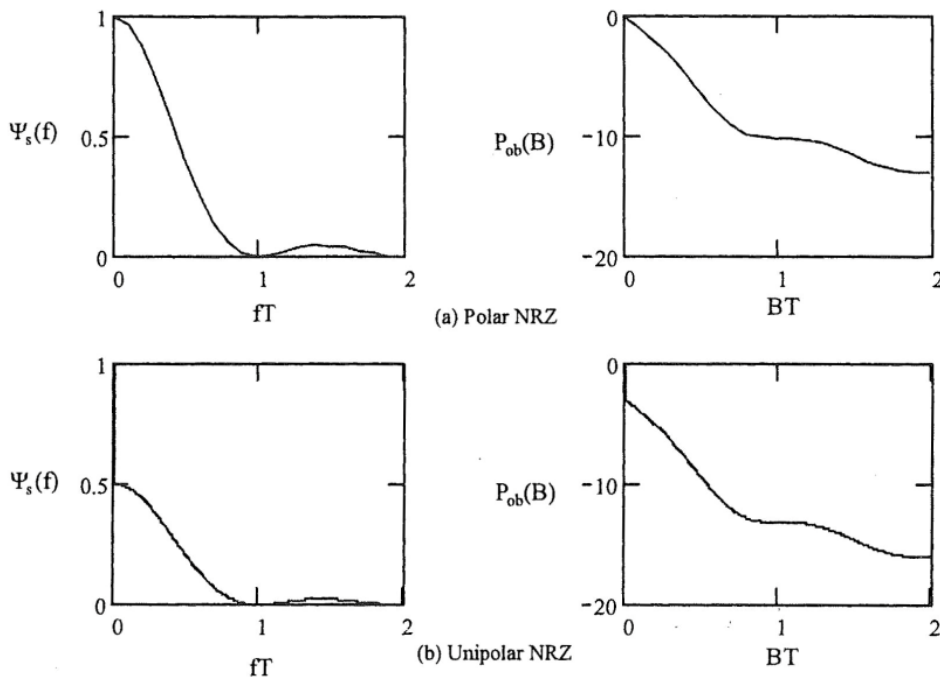 1
Ψs(f) 0.5
0
0 1 2
fT
0
Pob(B) −10
−20
0 1 2
BT
(a) Polar NRZ
1
Ψs(f) 0.5
0
0 1 2
fT
0
Pob(B) −10
−20
0 1 2
BT
(b) Unipolar NRZ